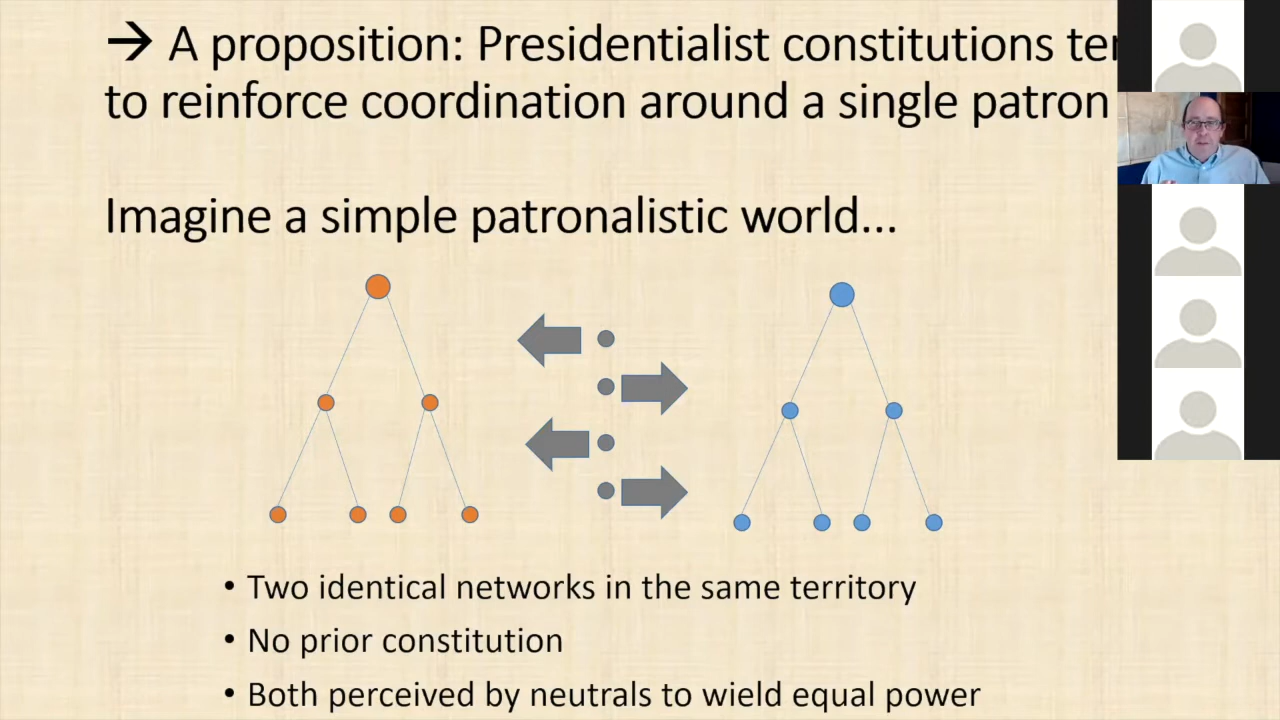 → A proposition: Presidentialist constitutions
to reinforce coordination around a single patron
Imagine a simple patronalistic world...
• Two identical networks in the same territory
• No prior constitution
• Both perceived by neutrals to wield equal power